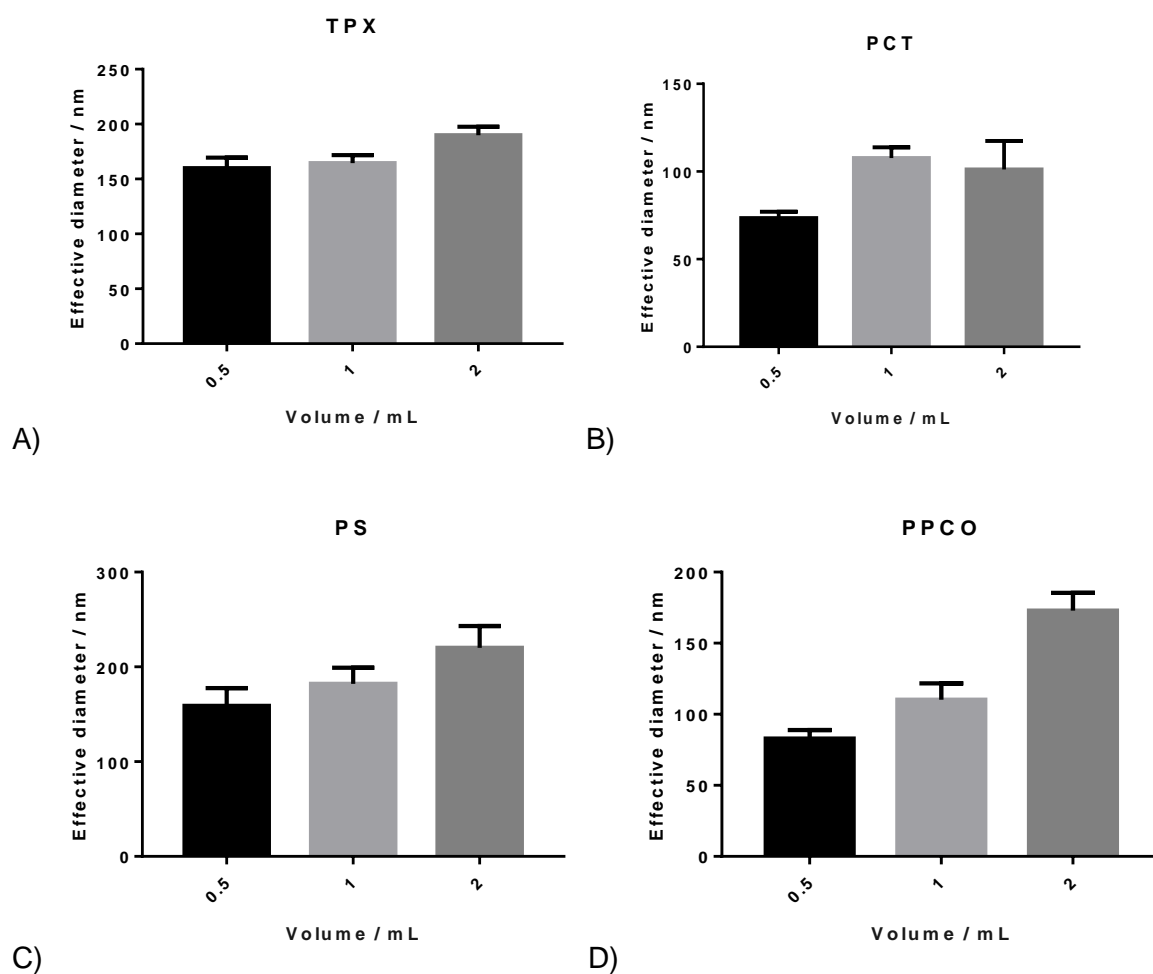 TPX
Effective diameter / nm
250
200
150
100
50
0
0.5
1
2
Volume / mL
A)
PCT
Effective diameter / nm
150
100
50
0
0.5
1
2
Volume / mL
B)
PS
Effective diameter / nm
300
200
100
0
0.5
1
2
Volume / mL
C)
PPCO
Effective diameter / nm
200
150
100
50
0
0.5
1
2
Volume / mL
D)